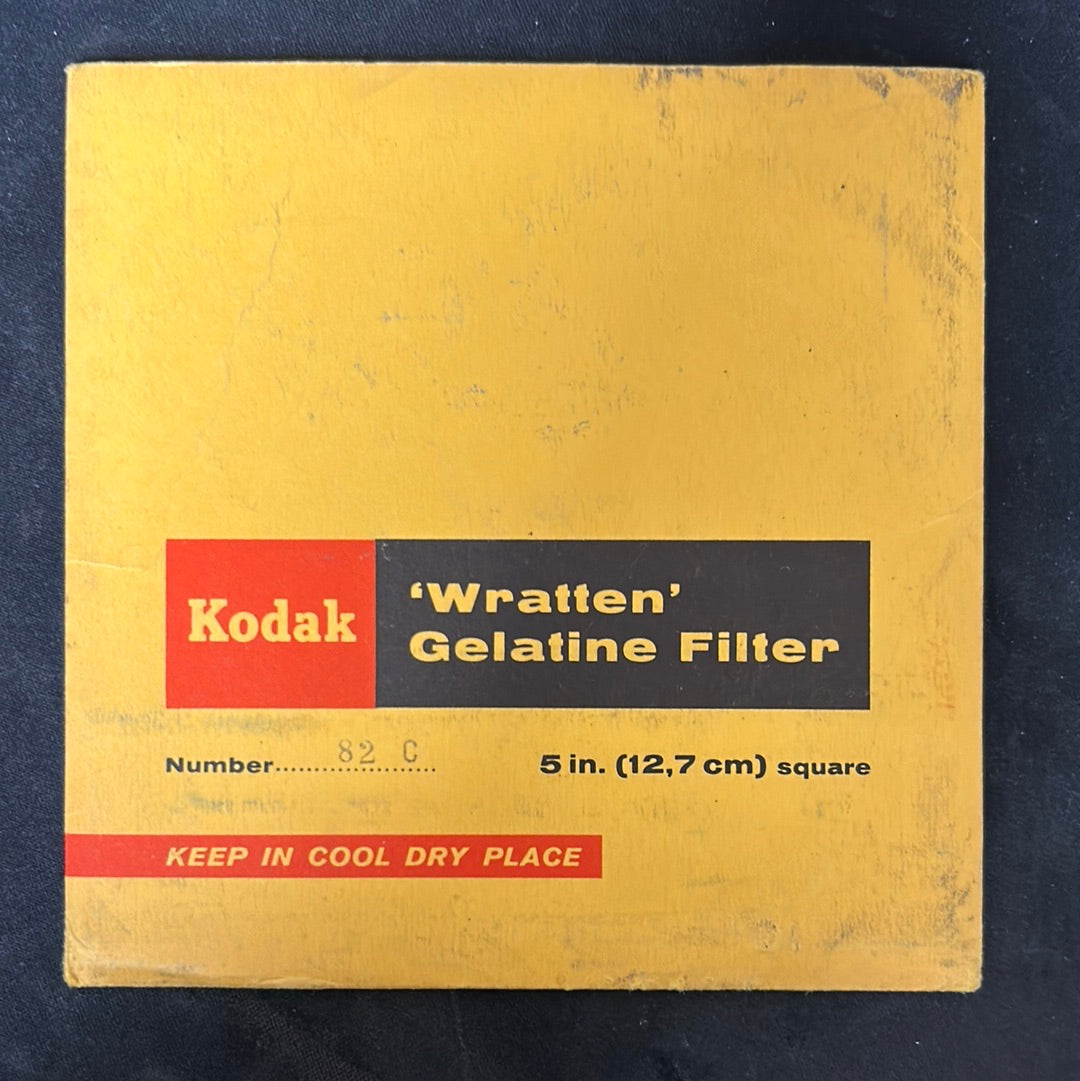 Kodak
‘Wratten’
Gelatine Filter
Number..................... 82 C
5 in. (12,7 cm) square
KEEP IN COOL DRY PLACE